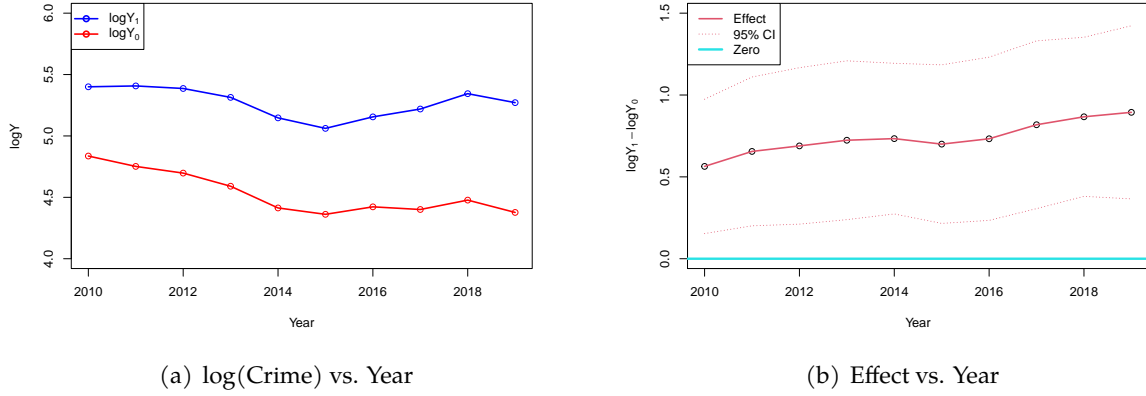 logY₁
logY₀
6.0
5.5
5.0
4.5
4.0
logY
2010 2012 2014 2016 2018
Year
(a) log(Crime) vs. Year
Effect
95% CI
Zero
1.5
1.0
0.5
0.0
logY₁ − logY₀
2010 2012 2014 2016 2018
Year
(b) Effect vs. Year